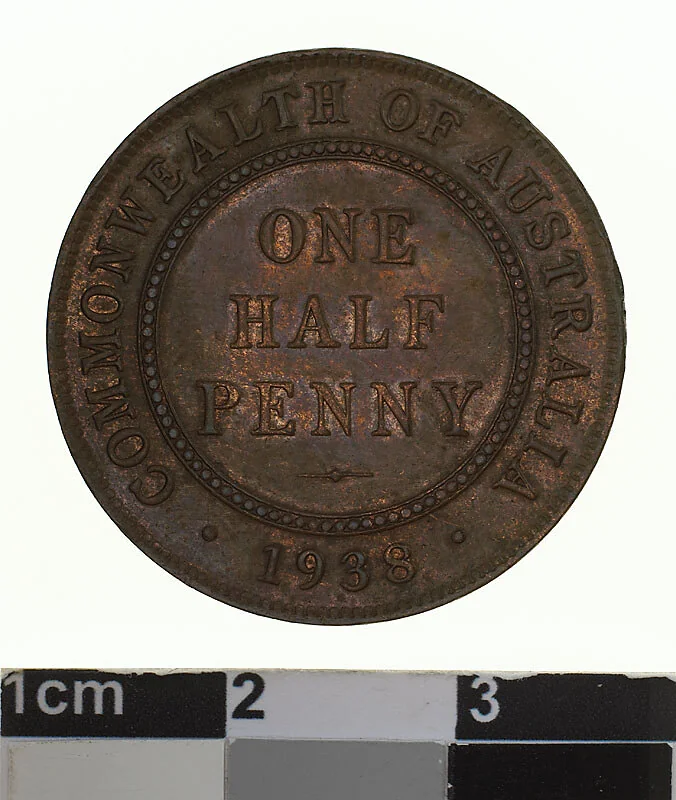 COMMONWEALTH OF AUSTRALIA
ONE
HALF
PENNY
1938
1cm 2 3